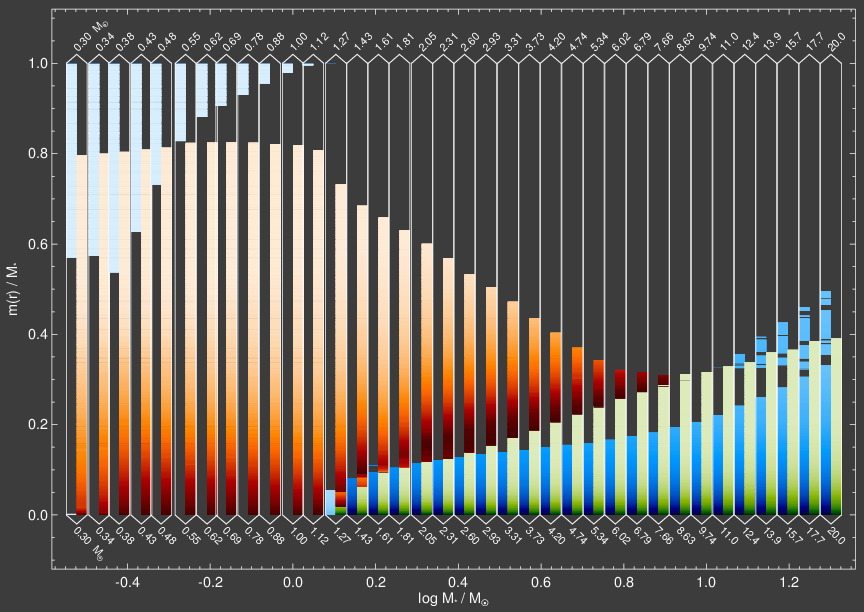 0.30 M☉ 0.34 0.38 0.43 0.48 0.55 0.62 0.69 0.78 0.88 1.00 1.12 1.27 1.43 1.61 1.81 2.05 2.31 2.60 2.93 3.31 3.73 4.20 4.74 5.34 6.02 6.79 7.66 8.63 9.74 11.0 12.4 13.9 15.7 17.7 20.0
1.0
0.8
0.6
m(r) / M*
0.4
0.2
0.0
0.30 M☉ 0.34 0.38 0.43 0.48 0.55 0.62 0.69 0.78 0.88 1.00 1.12 1.27 1.43 1.61 1.81 2.05 2.31 2.60 2.93 3.31 3.73 4.20 4.74 5.34 6.02 6.79 7.66 8.63 9.74 11.0 12.4 13.9 15.7 17.7 20.0
-0.4 -0.2 0.0 0.2 0.4 0.6 0.8 1.0 1.2
log M* / M☉